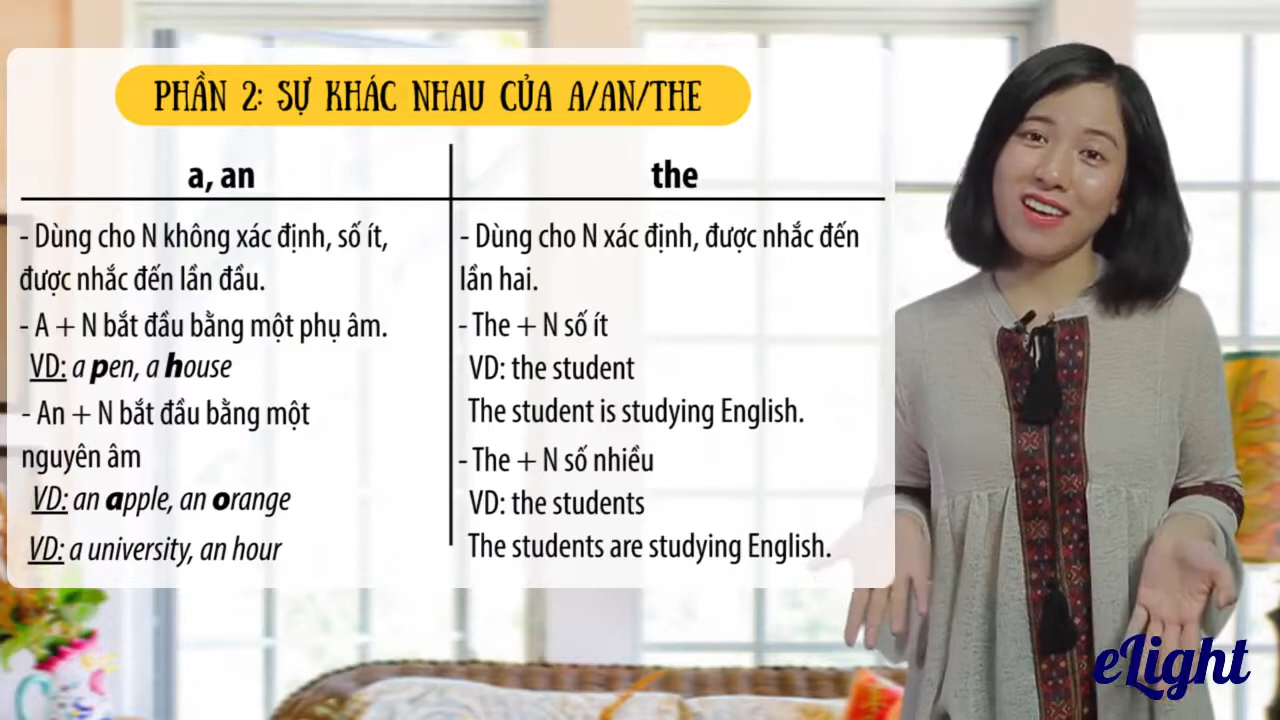 PHẦN 2: SỰ KHÁC NHAU CỦA A/AN/THE
a, an
- Dùng cho N không xác định, số ít,
được nhắc đến lần đầu.
- A + N bắt đầu bằng một phụ âm.
VD: a pen, a house
- An + N bắt đầu bằng một
nguyên âm
VD: an apple, an orange
VD: a university, an hour
the
- Dùng cho N xác định, được nhắc đến
lần hai.
- The + N số ít
VD: the student
The student is studying English.
- The + N số nhiều
VD: the students
The students are studying English.
eLight